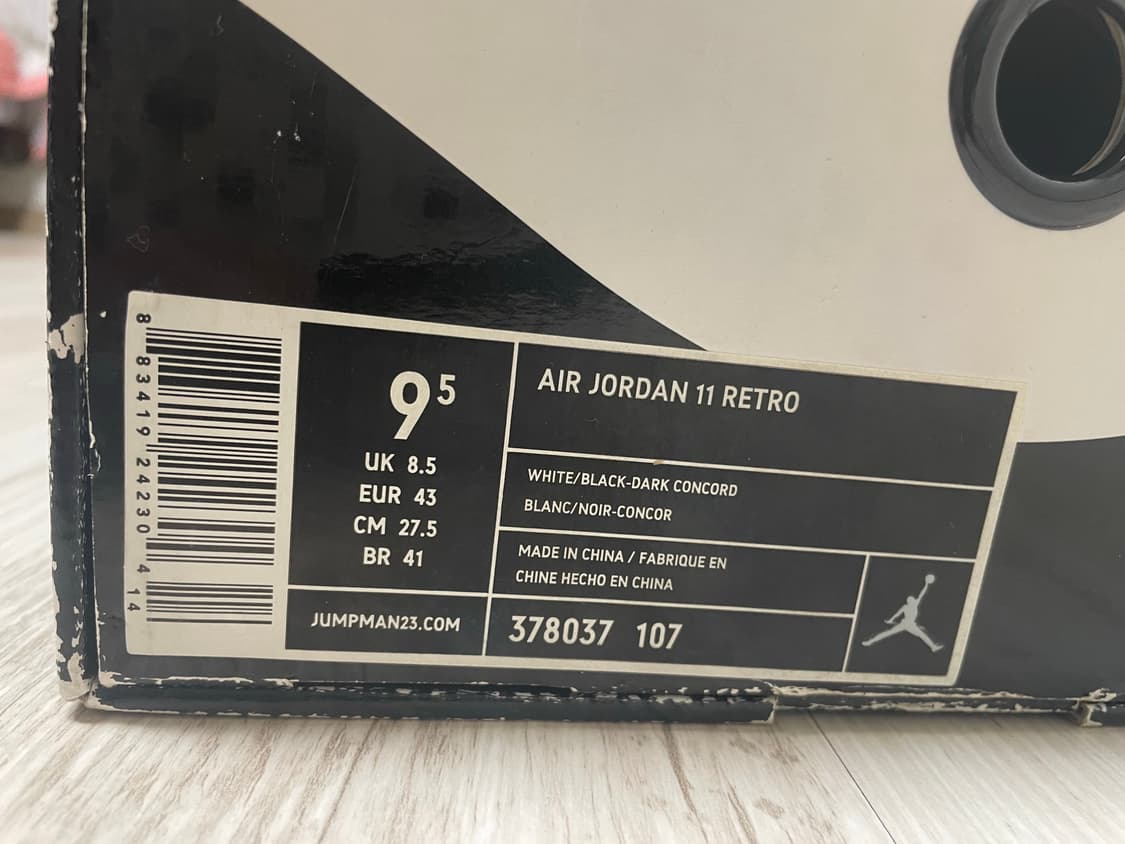 8 83419 24230 4 14
9⁵
UK 8.5
EUR 43
CM 27.5
BR 41
JUMPMAN23.COM
AIR JORDAN 11 RETRO
WHITE/BLACK-DARK CONCORD
BLANC/NOIR-CONCOR
MADE IN CHINA / FABRIQUE EN
CHINE HECHO EN CHINA
378037 107